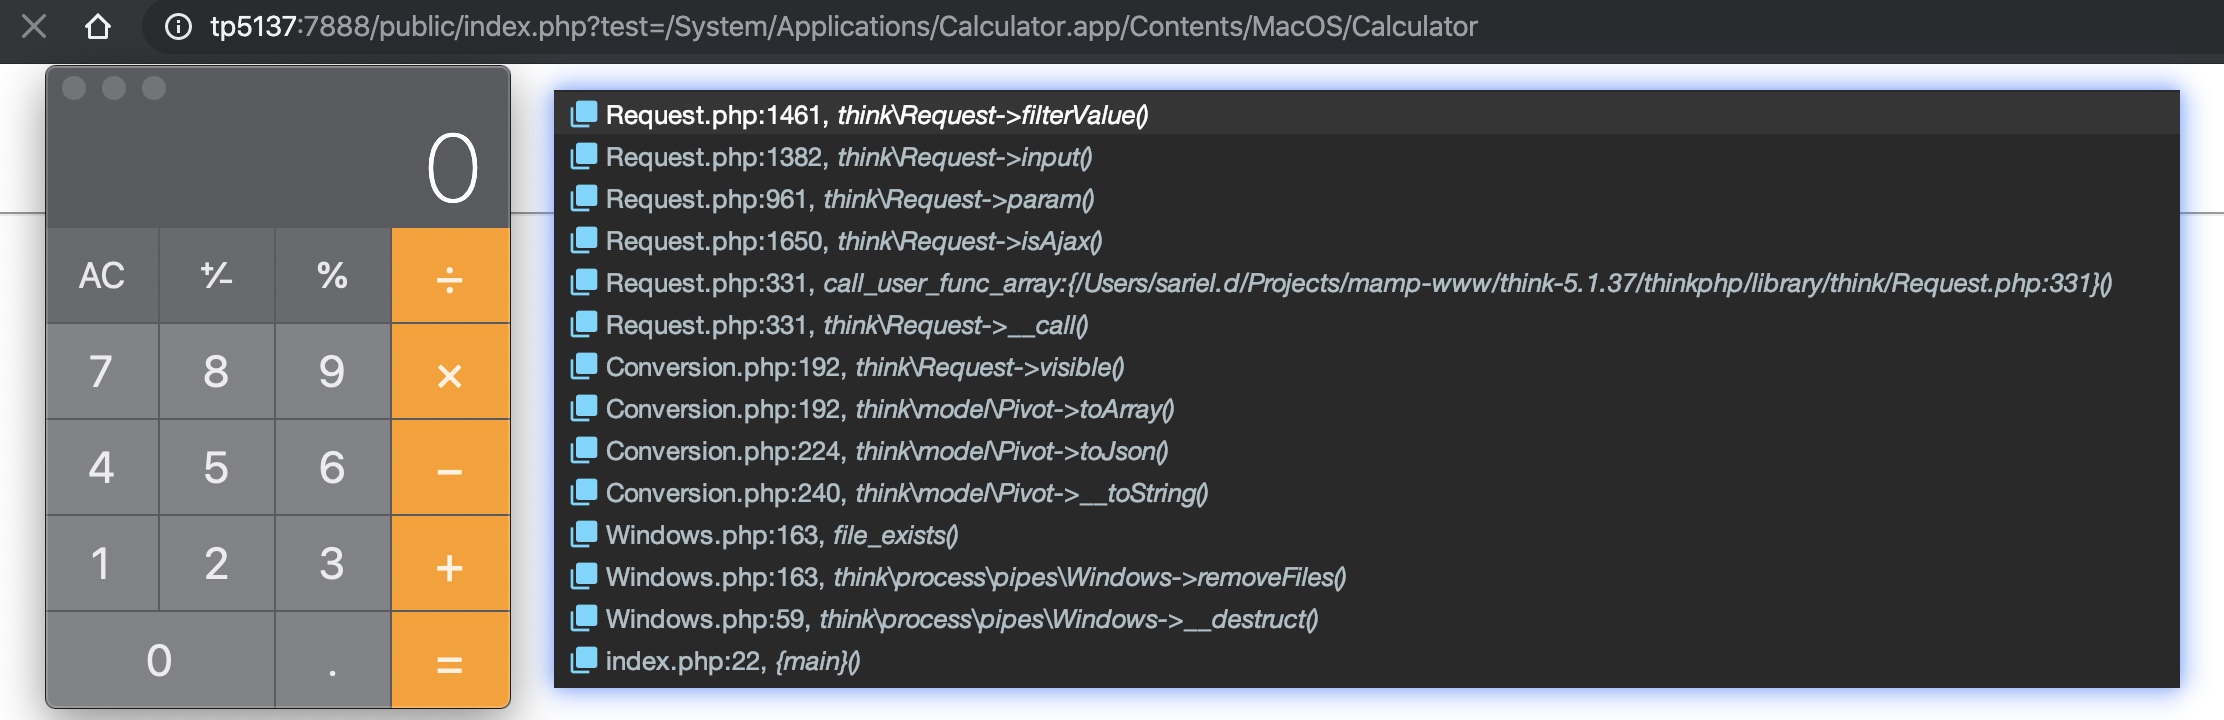 tp5137:7888/public/index.php?test=/System/Applications/Calculator.app/Contents/MacOS/Calculator
0
AC +/- % ÷
7 8 9 ×
4 5 6 −
1 2 3 +
0 . =
Request.php:1461, think\Request->filterValue()
Request.php:1382, think\Request->input()
Request.php:961, think\Request->param()
Request.php:1650, think\Request->isAjax()
Request.php:331, call_user_func_array:{/Users/sariel.d/Projects/mamp-www/think-5.1.37/thinkphp/library/think/Request.php:331}()
Request.php:331, think\Request->__call()
Conversion.php:192, think\Request->visible()
Conversion.php:192, think\model\Pivot->toArray()
Conversion.php:224, think\model\Pivot->toJson()
Conversion.php:240, think\model\Pivot->__toString()
Windows.php:163, file_exists()
Windows.php:163, think\process\pipes\Windows->removeFiles()
Windows.php:59, think\process\pipes\Windows->__destruct()
index.php:22, {main}()